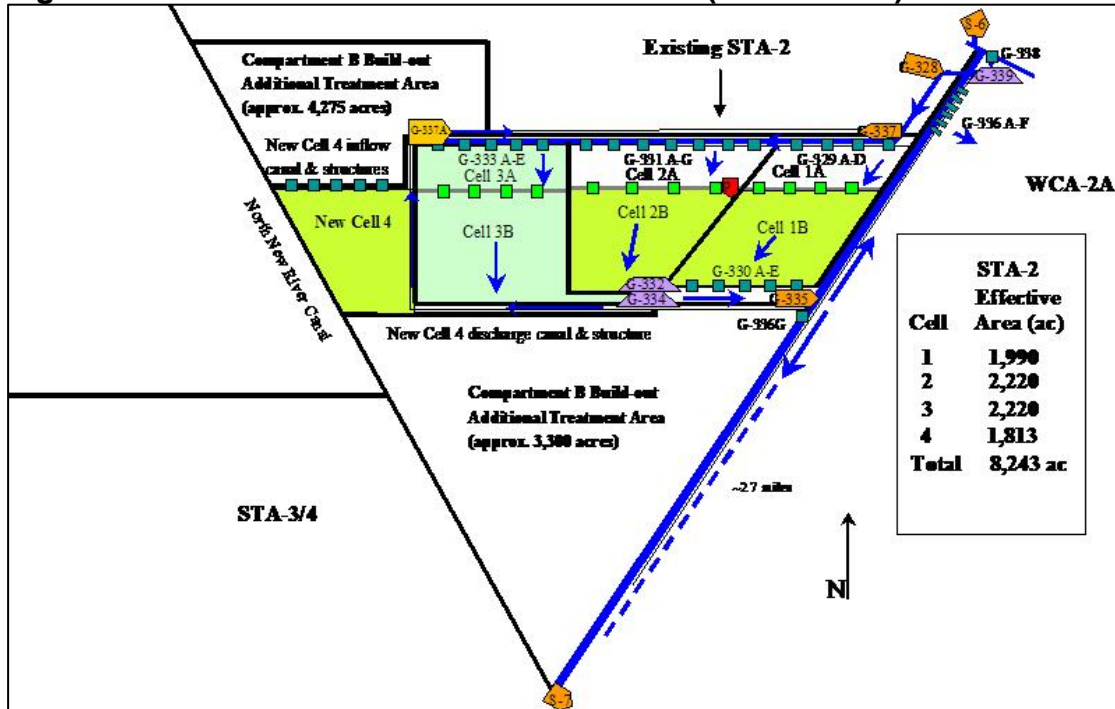 S-6
Compartment B Build-out
Additional Treatment Area
(approx. 4,275 acres)
Existing STA-2
G-338
G-328
G-339
G-337A
G-337
G-336 A-F
New Cell 4 inflow
canal & structures
G-333 A-E
G-331 A-G
G-329 A-D
Cell 3A
Cell 2A
Cell 1A
WCA-2A
New Cell 4
Cell 3B
Cell 2B
Cell 1B
North New River Canal
G-332
G-330 A-E
G-334
G-335
G-336G
New Cell 4 discharge canal & structure
STA-2
Effective
Cell Area (ac)
1 1,990
2 2,220
3 2,220
4 1,813
Total 8,243 ac
Compartment B Build-out
Additional Treatment Area
(approx. 3,300 acres)
~2.7 miles
STA-3/4
N
S-7